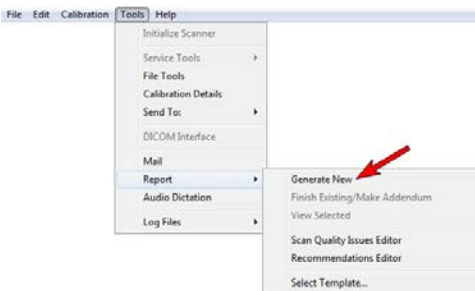 File Edit Calibration Tools Help
Initialize Scanner
Service Tools
File Tools
Calibration Details
Send To:
DICOM Interface
Mail
Report
Audio Dictation
Log Files
Generate New
Finish Existing/Make Addendum
View Selected
Scan Quality Issues Editor
Recommendations Editor
Select Template...